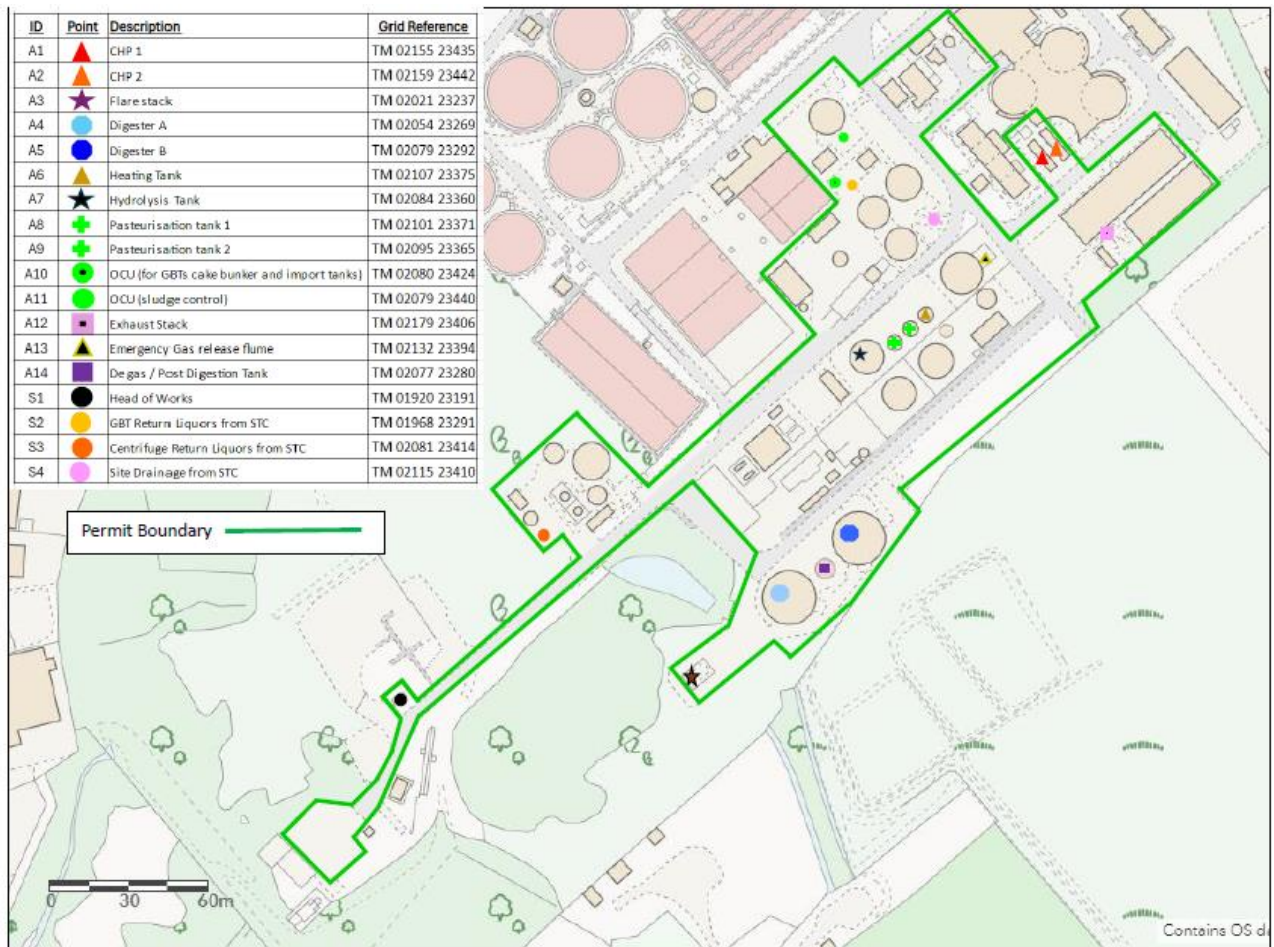 ID Point Description Grid Reference
A1 CHP 1 TM 02155 23435
A2 CHP 2 TM 02159 23442
A3 Flare stack TM 02021 23237
A4 Digester A TM 02054 23269
A5 Digester B TM 02079 23292
A6 Heating Tank TM 02107 23375
A7 Hydrolysis Tank TM 02084 23360
A8 Pasteurisation tank 1 TM 02101 23371
A9 Pasteurisation tank 2 TM 02095 23365
A10 OCU (for GBTs cake bunker and import tanks) TM 02080 23424
A11 OCU (sludge control) TM 02079 23440
A12 Exhaust Stack TM 02179 23406
A13 Emergency Gas release flume TM 02132 23394
A14 Degas / Post Digestion Tank TM 02077 23280
S1 Head of Works TM 01920 23191
S2 GBT Return Liquors from STC TM 01968 23291
S3 Centrifuge Return Liquors from STC TM 02081 23414
S4 Site Drainage from STC TM 02115 23410
Permit Boundary
0 30 60m
Contains OS d